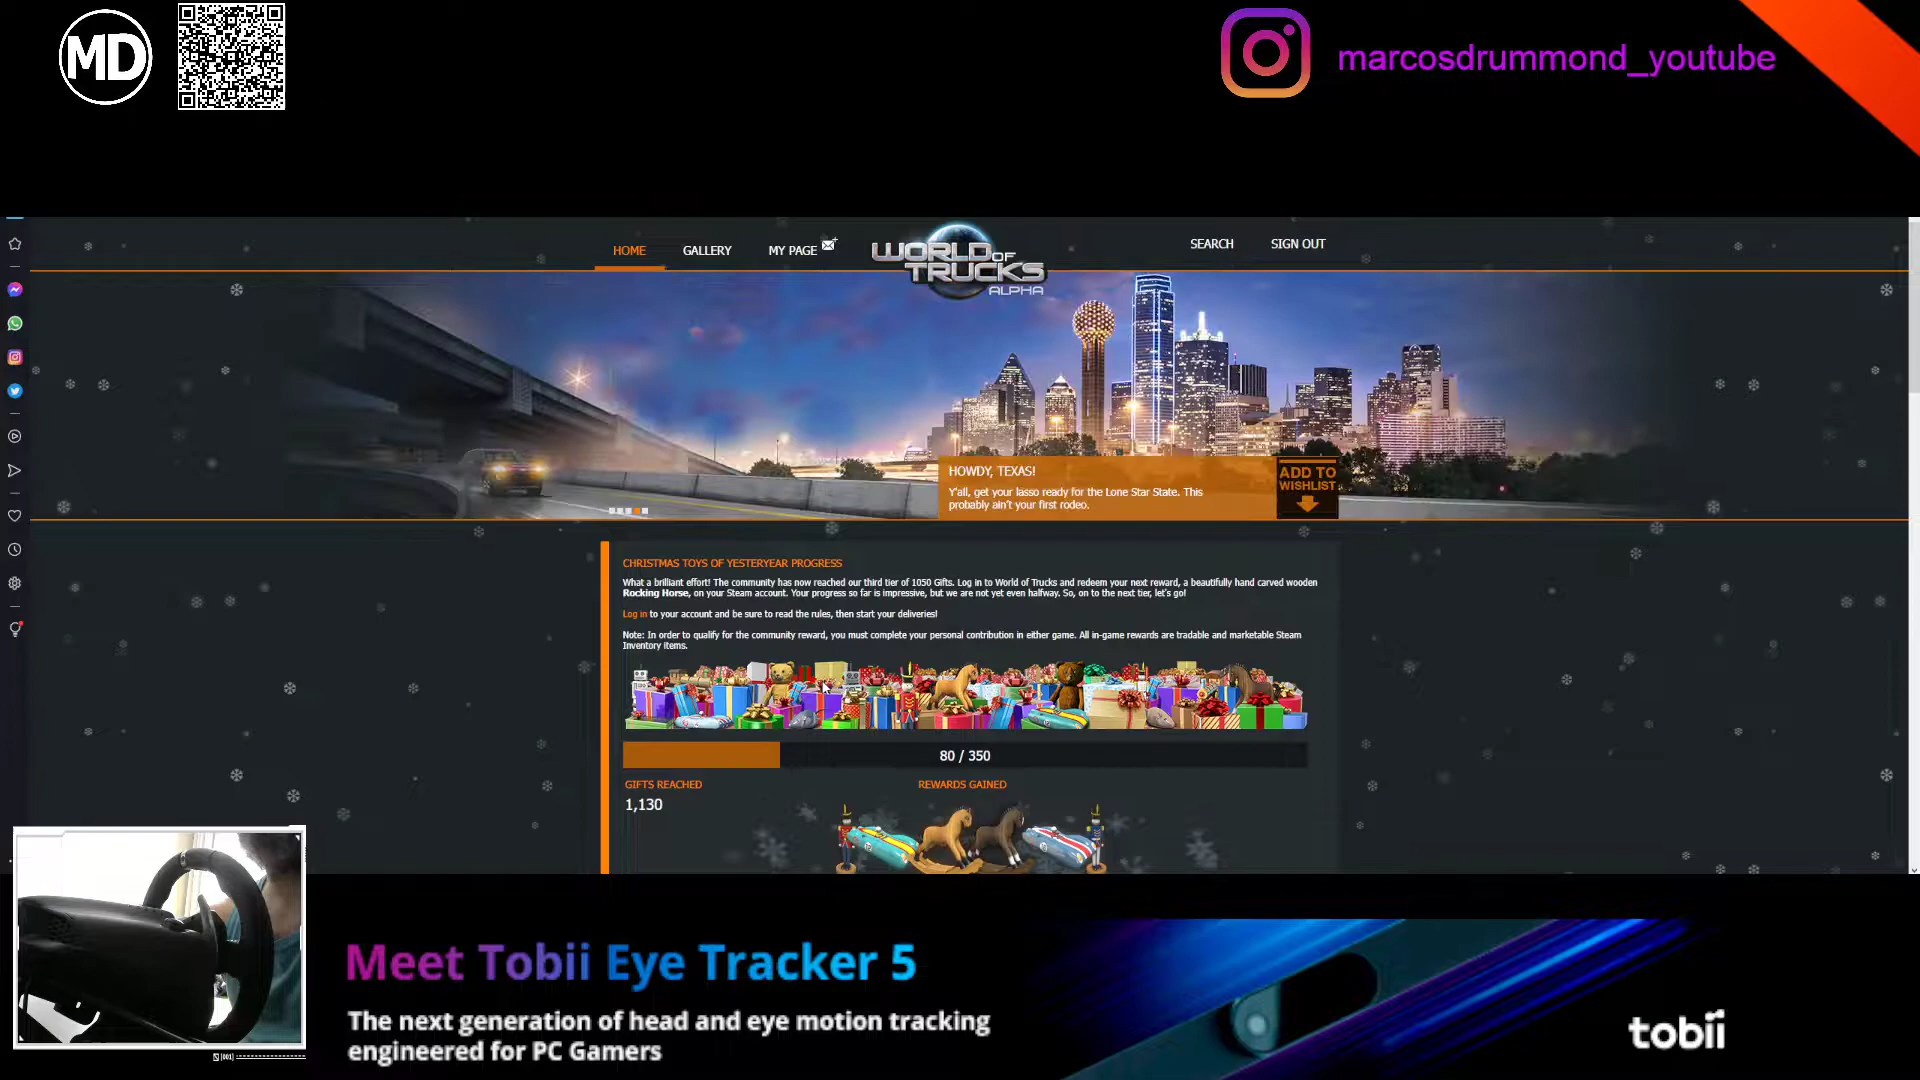 MD
marcosdrummond_youtube
HOME
GALLERY
MY PAGE
WORLD OF
TRUCKS
ALPHA
SEARCH
SIGN OUT
HOWDY, TEXAS!
Y'all, get your lasso ready for the Lone Star State. This
probably ain't your first rodeo.
ADD TO
WISHLIST
CHRISTMAS TOYS OF YESTERYEAR PROGRESS
What a brilliant effort! The community has now reached our third tier of 1050 Gifts. Log in to World of Trucks and redeem your next reward, a beautifully hand carved wooden
Rocking Horse, on your Steam account. Your progress so far is impressive, but we are not yet even halfway. So, on to the next tier, let's go!
Log in to your account and be sure to read the rules, then start your deliveries!
Note: In order to qualify for the community reward, you must complete your personal contribution in either game. All in-game rewards are tradable and marketable Steam
Inventory items.
80 / 350
GIFTS REACHED
REWARDS GAINED
1,130
Meet Tobii Eye Tracker 5
The next generation of head and eye motion tracking
engineered for PC Gamers
tobii